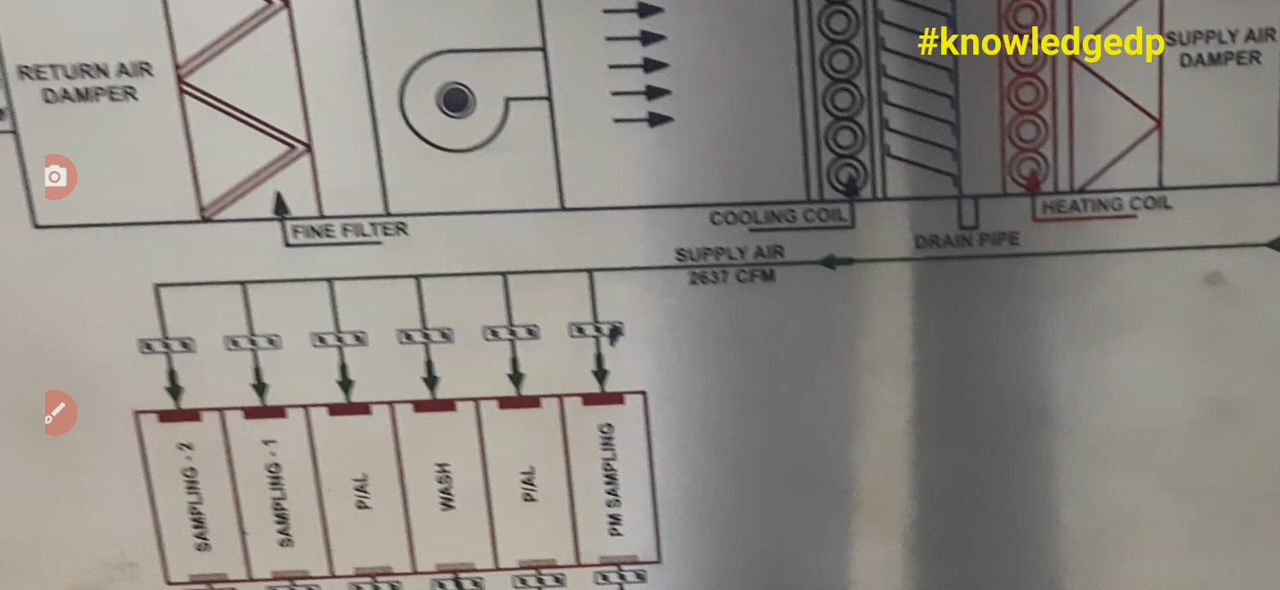 #knowledgedp
RETURN AIR
DAMPER
SUPPLY AIR
DAMPER
FINE FILTER
COOLING COIL
DRAIN PIPE
HEATING COIL
SUPPLY AIR
2637 CFM
SAMPLING - 2
SAMPLING - 1
P/AL
WASH
P/AL
PM SAMPLING